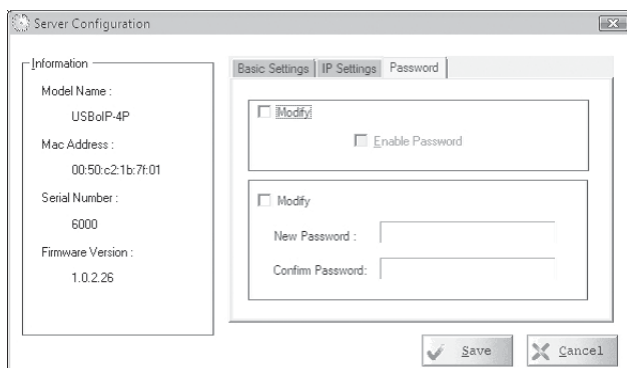 Server Configuration
Information
Model Name :
USBoIP-4P
Mac Address :
00:50:c2:1b:7f:01
Serial Number :
6000
Firmware Version :
1.0.2.26
Basic Settings
IP Settings
Password
Modify
Enable Password
Modify
New Password :
Confirm Password:
Save
Cancel